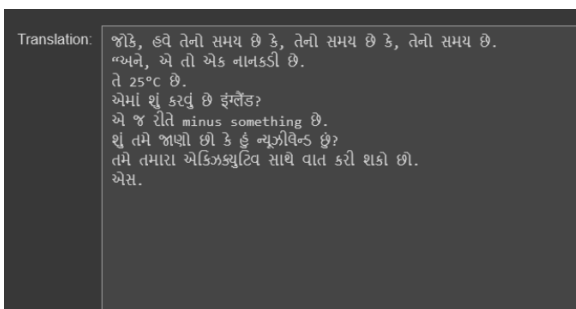 Translation:
જોકે, હવે તેનો સમય છે કે, તેનો સમય છે કે, તેનો સમય છે.
“અને, એ તો એક નાનકડી છે.
તે 25°C છે.
એમાં શું કરવું છે इंग्लैंड?
એ જ રીતે minus something છે.
શું તમે જાણો છો કે હું ન્યૂઝીલેન્ડ છું?
તમે તમારા એક્ઝિક્યુટિવ સાથે વાત કરી શકો છો.
એસ.